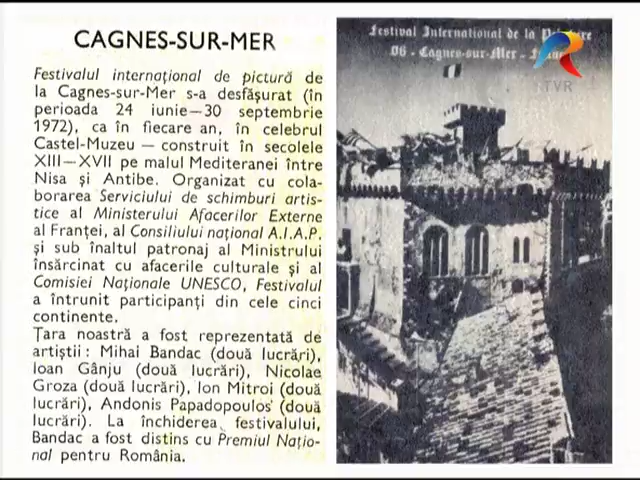 CAGNES-SUR-MER
Festivalul internațional de pictură de
la Cagnes-sur-Mer s-a desfășurat (în
perioada 24 iunie—30 septembrie
1972), ca în fiecare an, în celebrul
Castel-Muzeu — construit în secolele
XIII—XVII pe malul Mediteranei între
Nisa și Antibe. Organizat cu cola-
borarea Serviciului de schimburi artis-
tice al Ministerului Afacerilor Externe
al Franței, al Consiliului național A.I.A.P.
și sub înaltul patronaj al Ministrului
însărcinat cu afacerile culturale și al
Comisiei Naționale UNESCO, Festivalul
a întrunit participanți din cele cinci
continente.
Țara noastră a fost reprezentată de
artiștii: Mihai Bandac (două lucrări),
Ioan Gânju (două lucrări), Nicolae
Groza (două lucrări), Ion Mitroi (două
lucrări), Andonis Papadopoulos (două
lucrări). La închiderea festivalului,
Bandac a fost distins cu Premiul Națio-
nal pentru România.
Festival International de la
06 - Cagnes-sur-Mer -
TVR